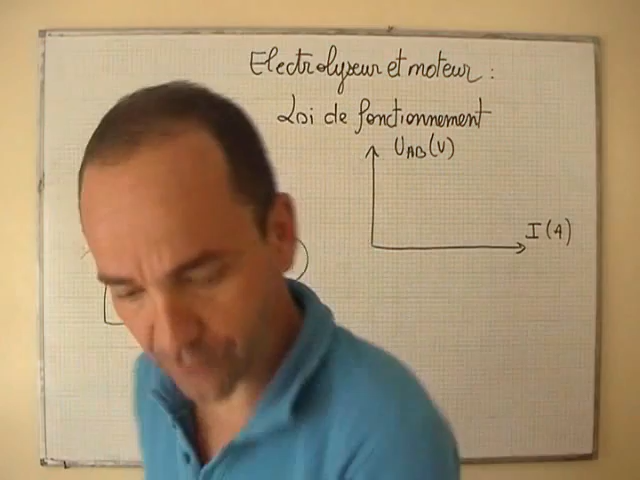 Electrolyseur et moteur :
Loi de fonctionnement
UAB(V)
I(A)